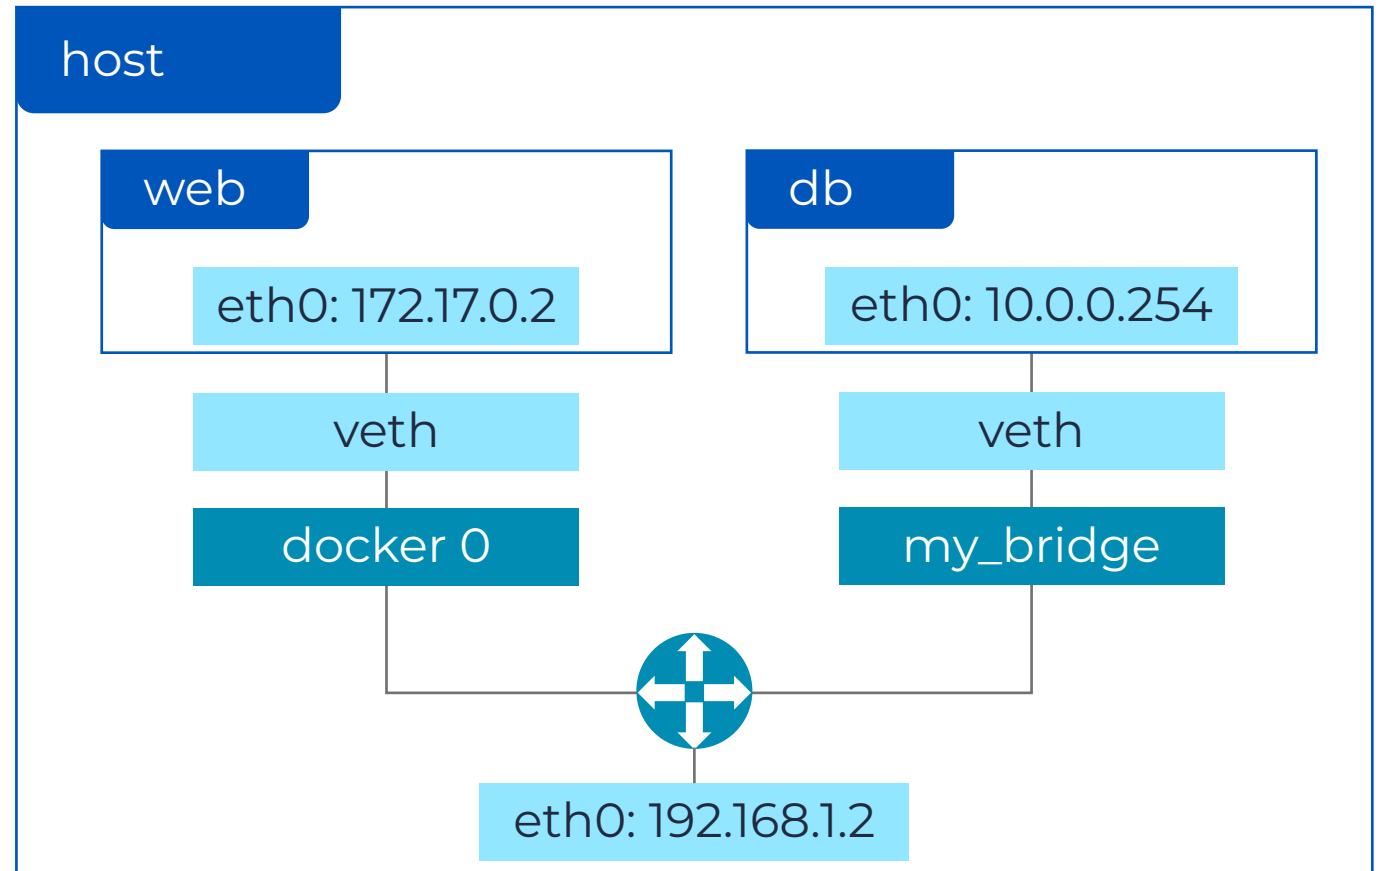 host
web
db
eth0: 172.17.0.2
eth0: 10.0.0.254
veth
veth
docker 0
my_bridge
eth0: 192.168.1.2